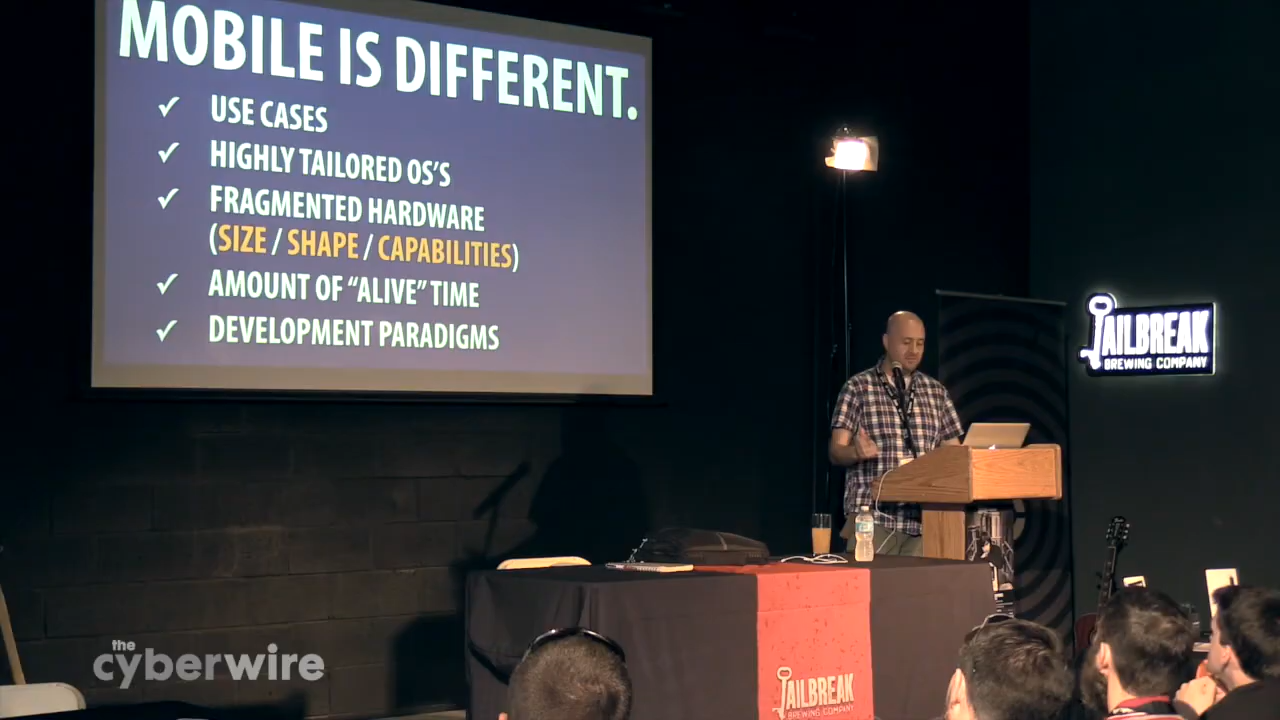 MOBILE IS DIFFERENT.
✓ USE CASES
✓ HIGHLY TAILORED OS'S
✓ FRAGMENTED HARDWARE
(SIZE / SHAPE / CAPABILITIES)
✓ AMOUNT OF “ALIVE” TIME
✓ DEVELOPMENT PARADIGMS
JAILBREAK
BREWING COMPANY
the
cyberwire
JAILBREAK
BREWING COMPANY